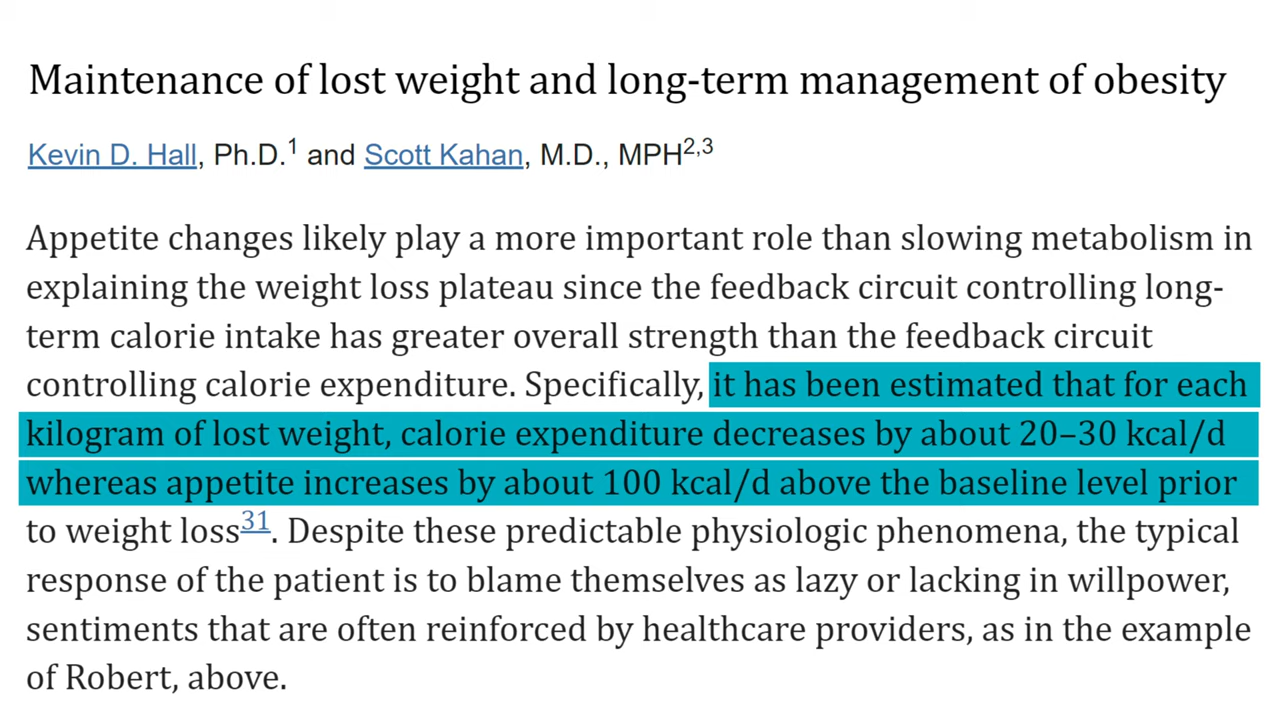 Maintenance of lost weight and long-term management of obesity
Kevin D. Hall, Ph.D.1 and Scott Kahan, M.D., MPH2,3
Appetite changes likely play a more important role than slowing metabolism in
explaining the weight loss plateau since the feedback circuit controlling long-
term calorie intake has greater overall strength than the feedback circuit
controlling calorie expenditure. Specifically, it has been estimated that for each
kilogram of lost weight, calorie expenditure decreases by about 20–30 kcal/d
whereas appetite increases by about 100 kcal/d above the baseline level prior
to weight loss31. Despite these predictable physiologic phenomena, the typical
response of the patient is to blame themselves as lazy or lacking in willpower,
sentiments that are often reinforced by healthcare providers, as in the example
of Robert, above.